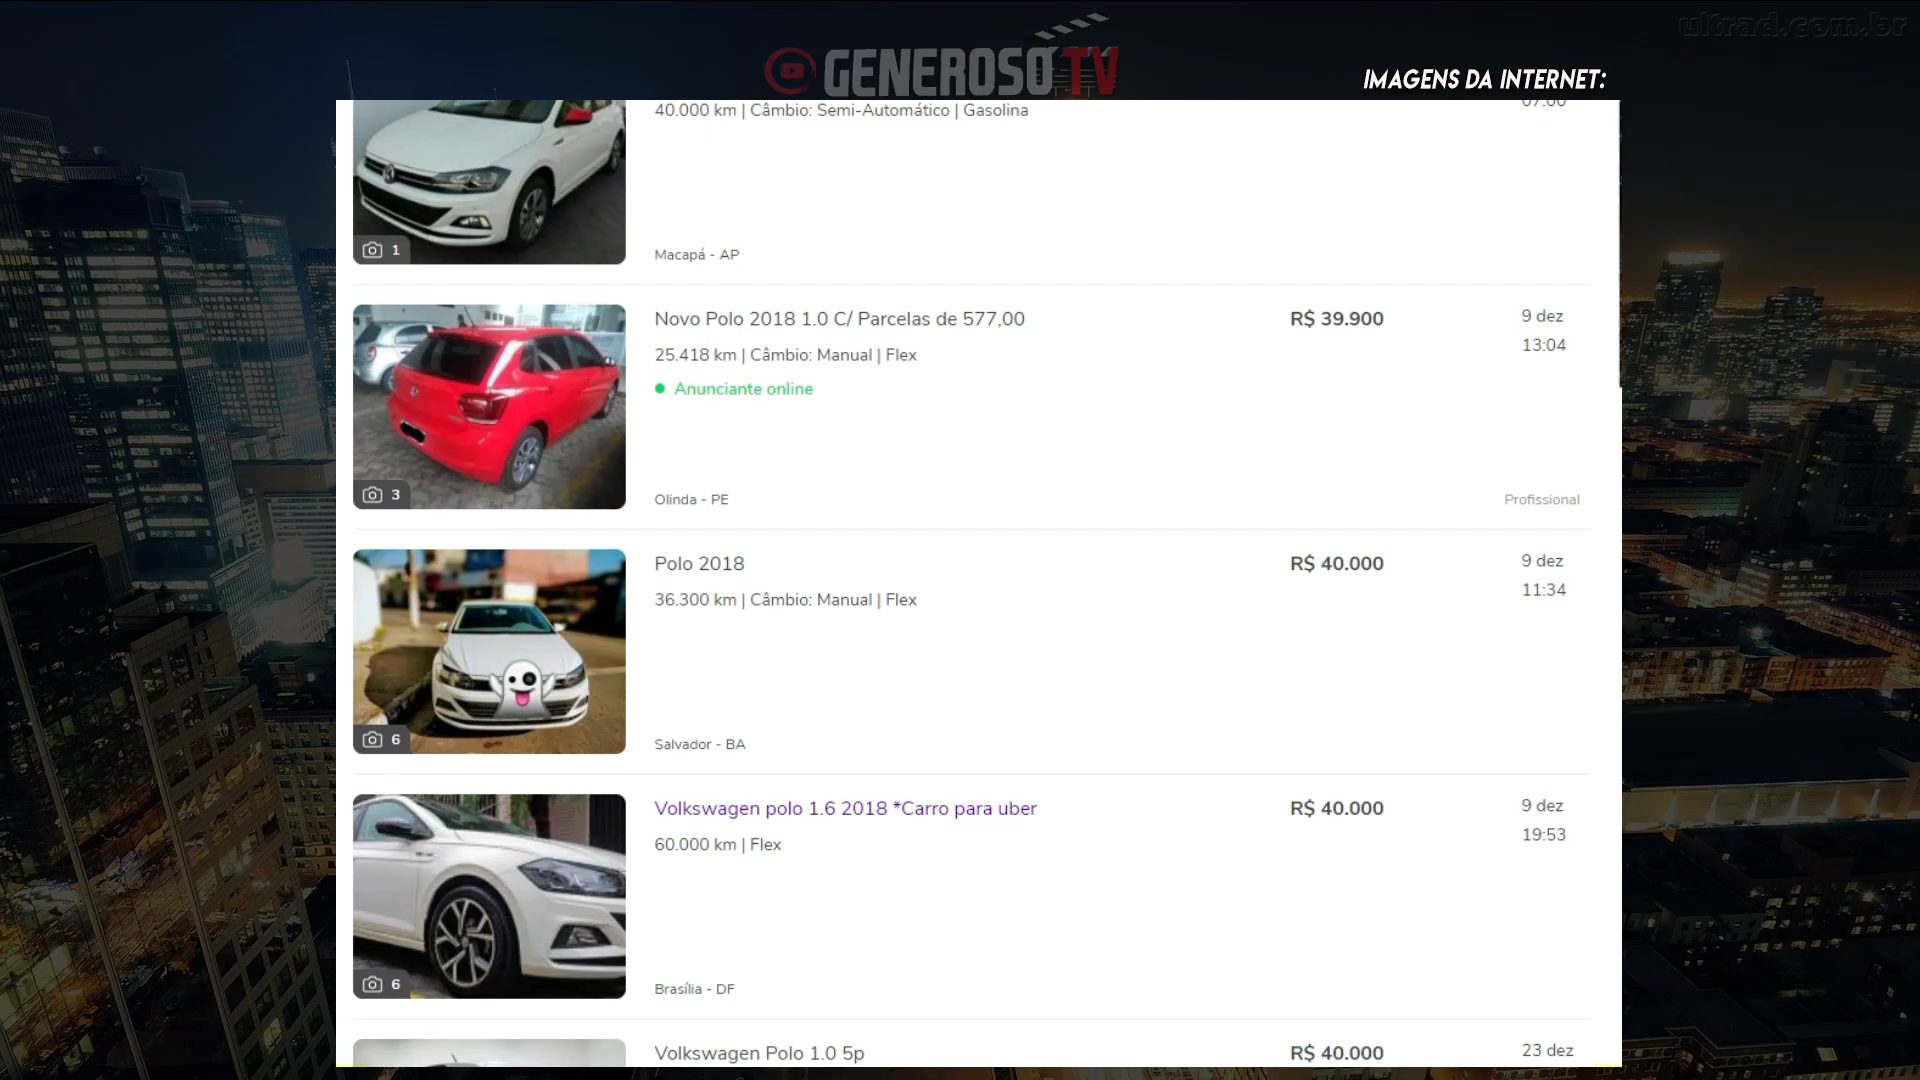 ultrad.com.br
GENEROSO TV
IMAGENS DA INTERNET:
40.000 km | Câmbio: Semi-Automático | Gasolina
07:00
1
Macapá - AP
Novo Polo 2018 1.0 C/ Parcelas de 577,00
R$ 39.900
9 dez
25.418 km | Câmbio: Manual | Flex
13:04
Anunciante online
3
Olinda - PE
Profissional
Polo 2018
R$ 40.000
9 dez
36.300 km | Câmbio: Manual | Flex
11:34
6
Salvador - BA
Volkswagen polo 1.6 2018 *Carro para uber
R$ 40.000
9 dez
60.000 km | Flex
19:53
6
Brasília - DF
Volkswagen Polo 1.0 5p
R$ 40.000
23 dez